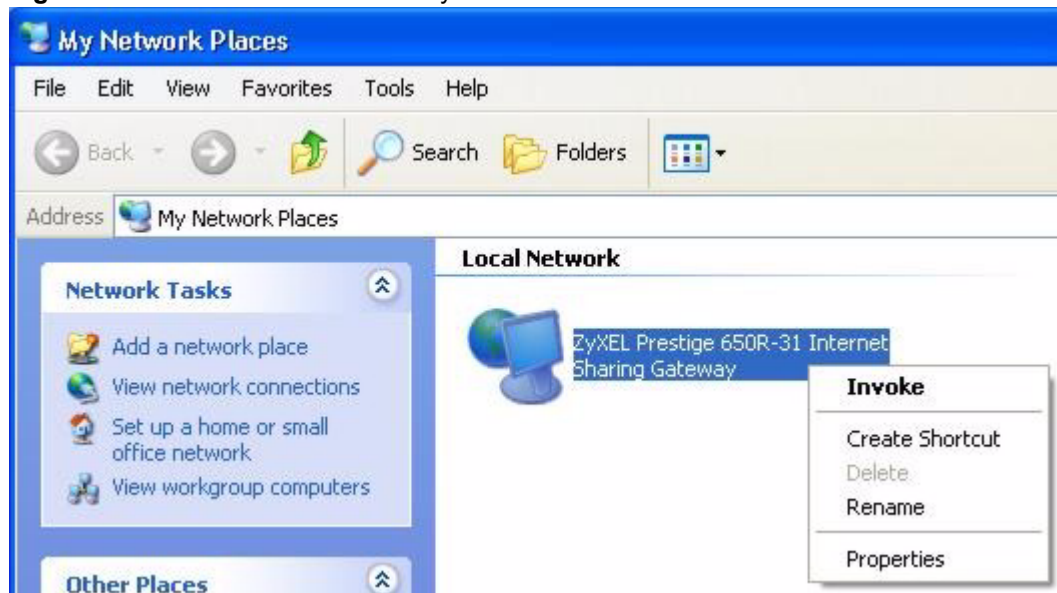 My Network Places
File Edit View Favorites Tools Help
Back Search Folders
Address My Network Places
Network Tasks
Add a network place
View network connections
Set up a home or small
office network
View workgroup computers
Other Places
Local Network
ZyXEL Prestige 650R-31 Internet
Sharing Gateway
Invoke
Create Shortcut
Delete
Rename
Properties